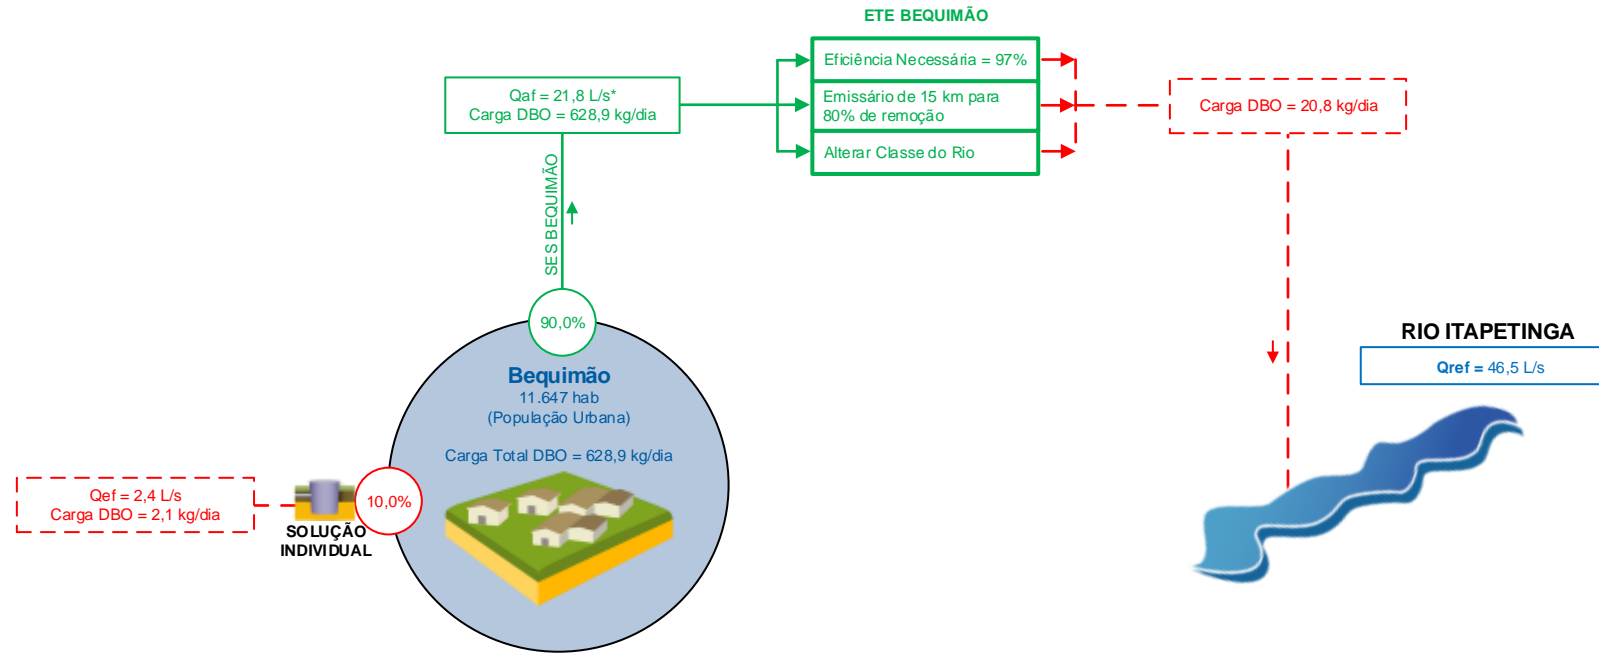 ETE BEQUIMÃO
Eficiência Necessária = 97%
Emissário de 15 km para
80% de remoção
Alterar Classe do Rio
Qaf = 21,8 L/s*
Carga DBO = 628,9 kg/dia
Carga DBO = 20,8 kg/dia
SES BEQUIMÃO
90,0%
RIO ITAPETINGA
Qref = 46,5 L/s
Bequimão
11.647 hab
(População Urbana)
Carga Total DBO = 628,9 kg/dia
Qef = 2,4 L/s
Carga DBO = 2,1 kg/dia
10,0%
SOLUÇÃO
INDIVIDUAL